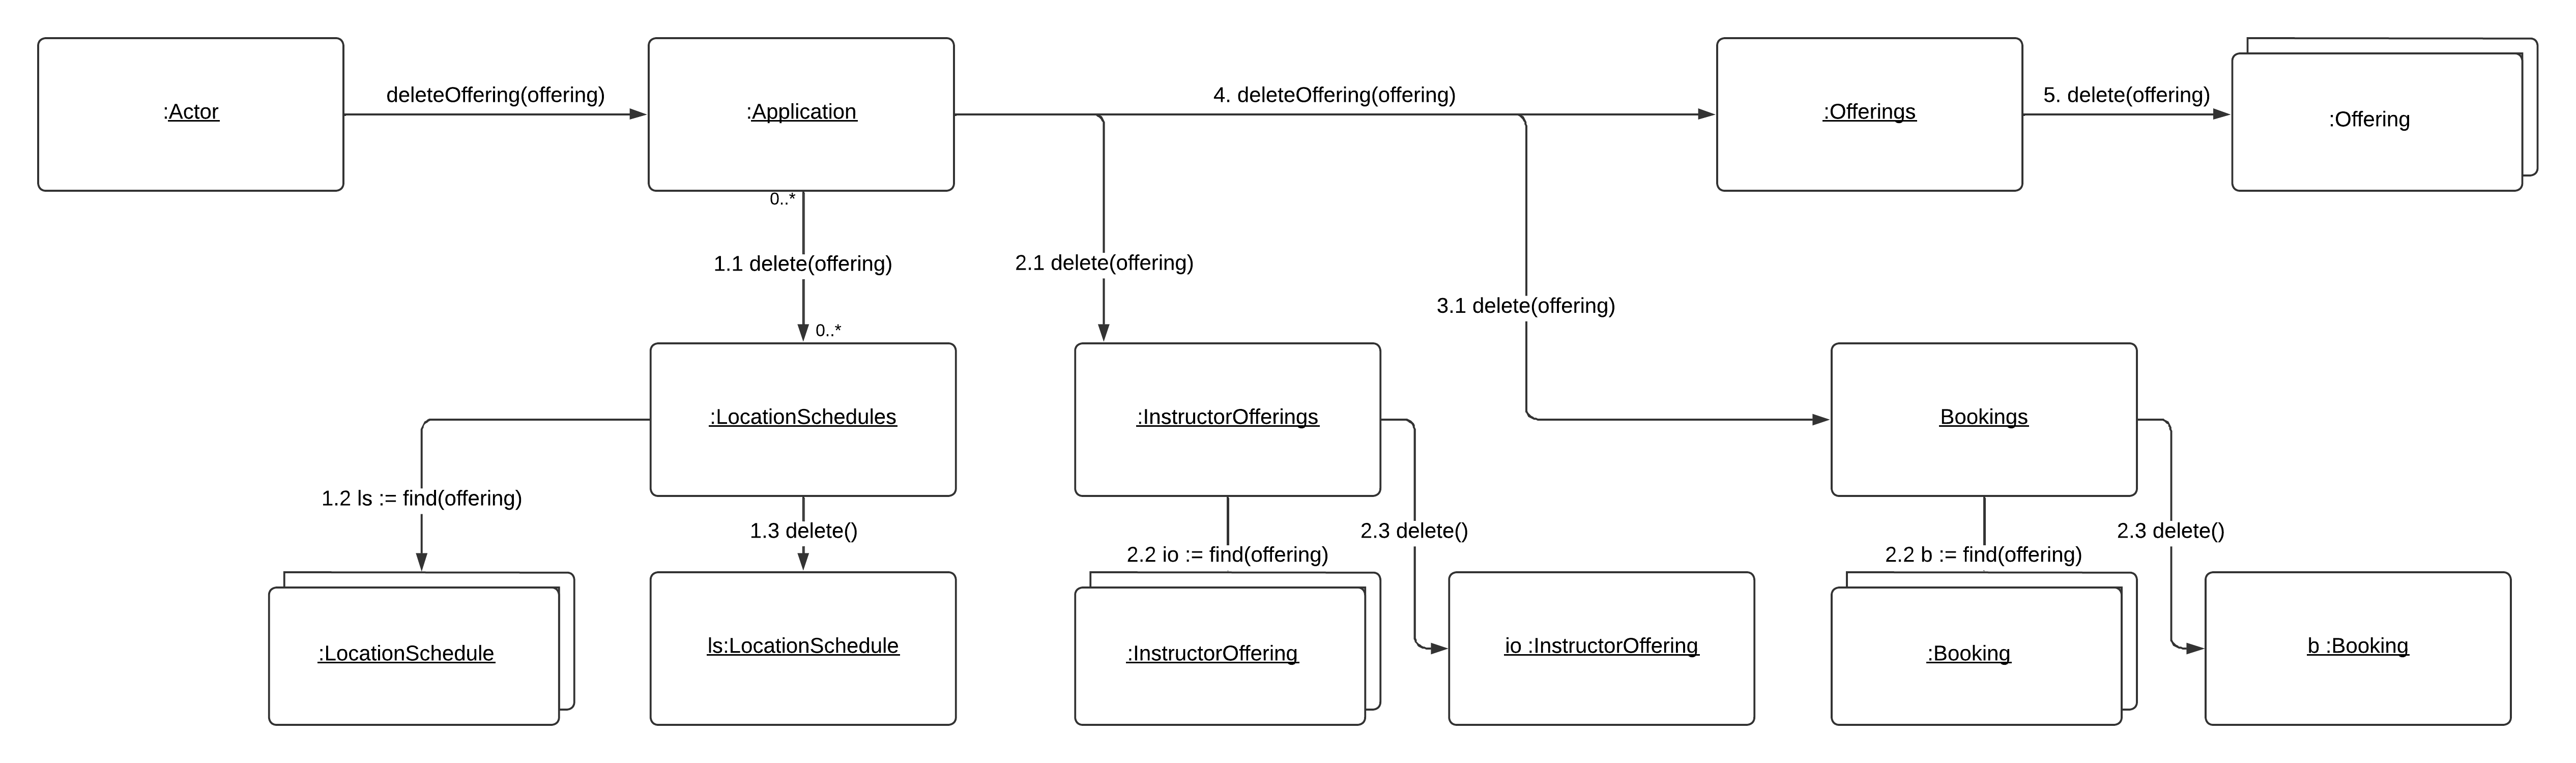 :Actor
deleteOffering(offering)
:Application
4. deleteOffering(offering)
:Offerings
5. delete(offering)
:Offering
0..*
1.1 delete(offering)
0..*
2.1 delete(offering)
3.1 delete(offering)
:LocationSchedules
:InstructorOfferings
Bookings
1.2 ls := find(offering)
1.3 delete()
2.2 io := find(offering)
2.3 delete()
2.2 b := find(offering)
2.3 delete()
:LocationSchedule
ls:LocationSchedule
:InstructorOffering
io :InstructorOffering
:Booking
b :Booking